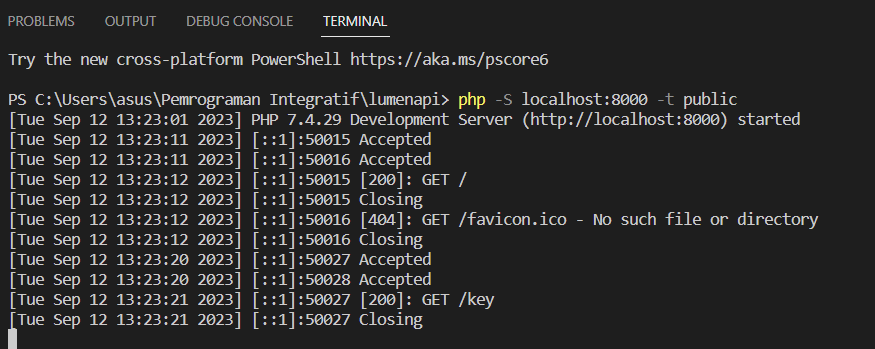 PROBLEMS OUTPUT DEBUG CONSOLE TERMINAL
Try the new cross-platform PowerShell https://aka.ms/pscore6
PS C:\Users\asus\Pemrograman Integratif\lumenapi> php -S localhost:8000 -t public
[Tue Sep 12 13:23:01 2023] PHP 7.4.29 Development Server (http://localhost:8000) started
[Tue Sep 12 13:23:11 2023] [::1]:50015 Accepted
[Tue Sep 12 13:23:11 2023] [::1]:50016 Accepted
[Tue Sep 12 13:23:12 2023] [::1]:50015 [200]: GET /
[Tue Sep 12 13:23:12 2023] [::1]:50015 Closing
[Tue Sep 12 13:23:12 2023] [::1]:50016 [404]: GET /favicon.ico - No such file or directory
[Tue Sep 12 13:23:12 2023] [::1]:50016 Closing
[Tue Sep 12 13:23:20 2023] [::1]:50027 Accepted
[Tue Sep 12 13:23:20 2023] [::1]:50028 Accepted
[Tue Sep 12 13:23:21 2023] [::1]:50027 [200]: GET /key
[Tue Sep 12 13:23:21 2023] [::1]:50027 Closing